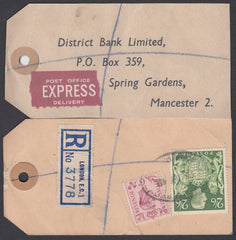 District Bank Limited,
P.O. Box 359,
Spring Gardens,
Mancester 2.
POST OFFICE
EXPRESS
DELIVERY
R
LONDON, E.C.1
No 3778
2/6